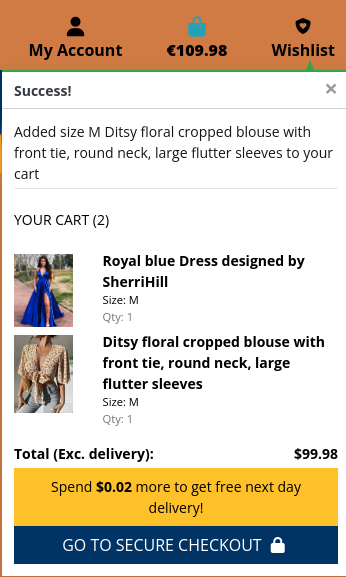 My Account
€109.98
Wishlist
Success!
×
Added size M Ditsy floral cropped blouse with
front tie, round neck, large flutter sleeves to your
cart
YOUR CART (2)
Royal blue Dress designed by
SherriHill
Size: M
Qty: 1
Ditsy floral cropped blouse with
front tie, round neck, large
flutter sleeves
Size: M
Qty: 1
Total (Exc. delivery): $99.98
Spend $0.02 more to get free next day
delivery!
GO TO SECURE CHECKOUT